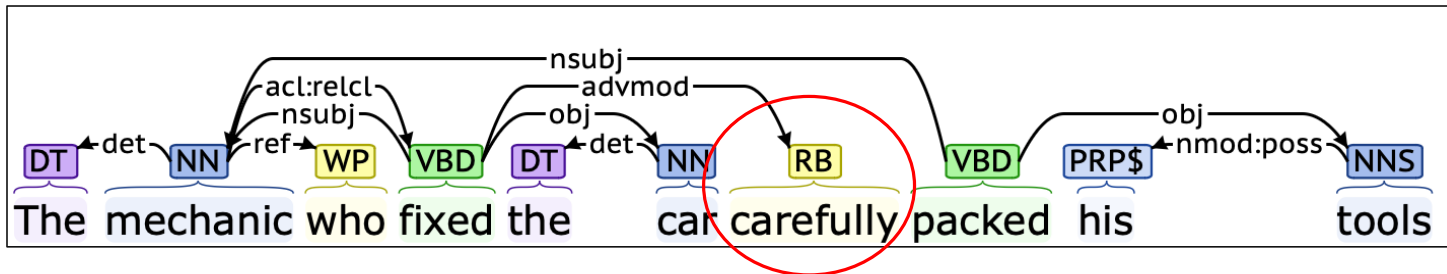 nsubj
acl:relcl advmod
nsubj obj obj
det ref det nmod:poss
DT NN WP VBD DT NN RB VBD PRP$ NNS
The mechanic who fixed the car carefully packed his tools